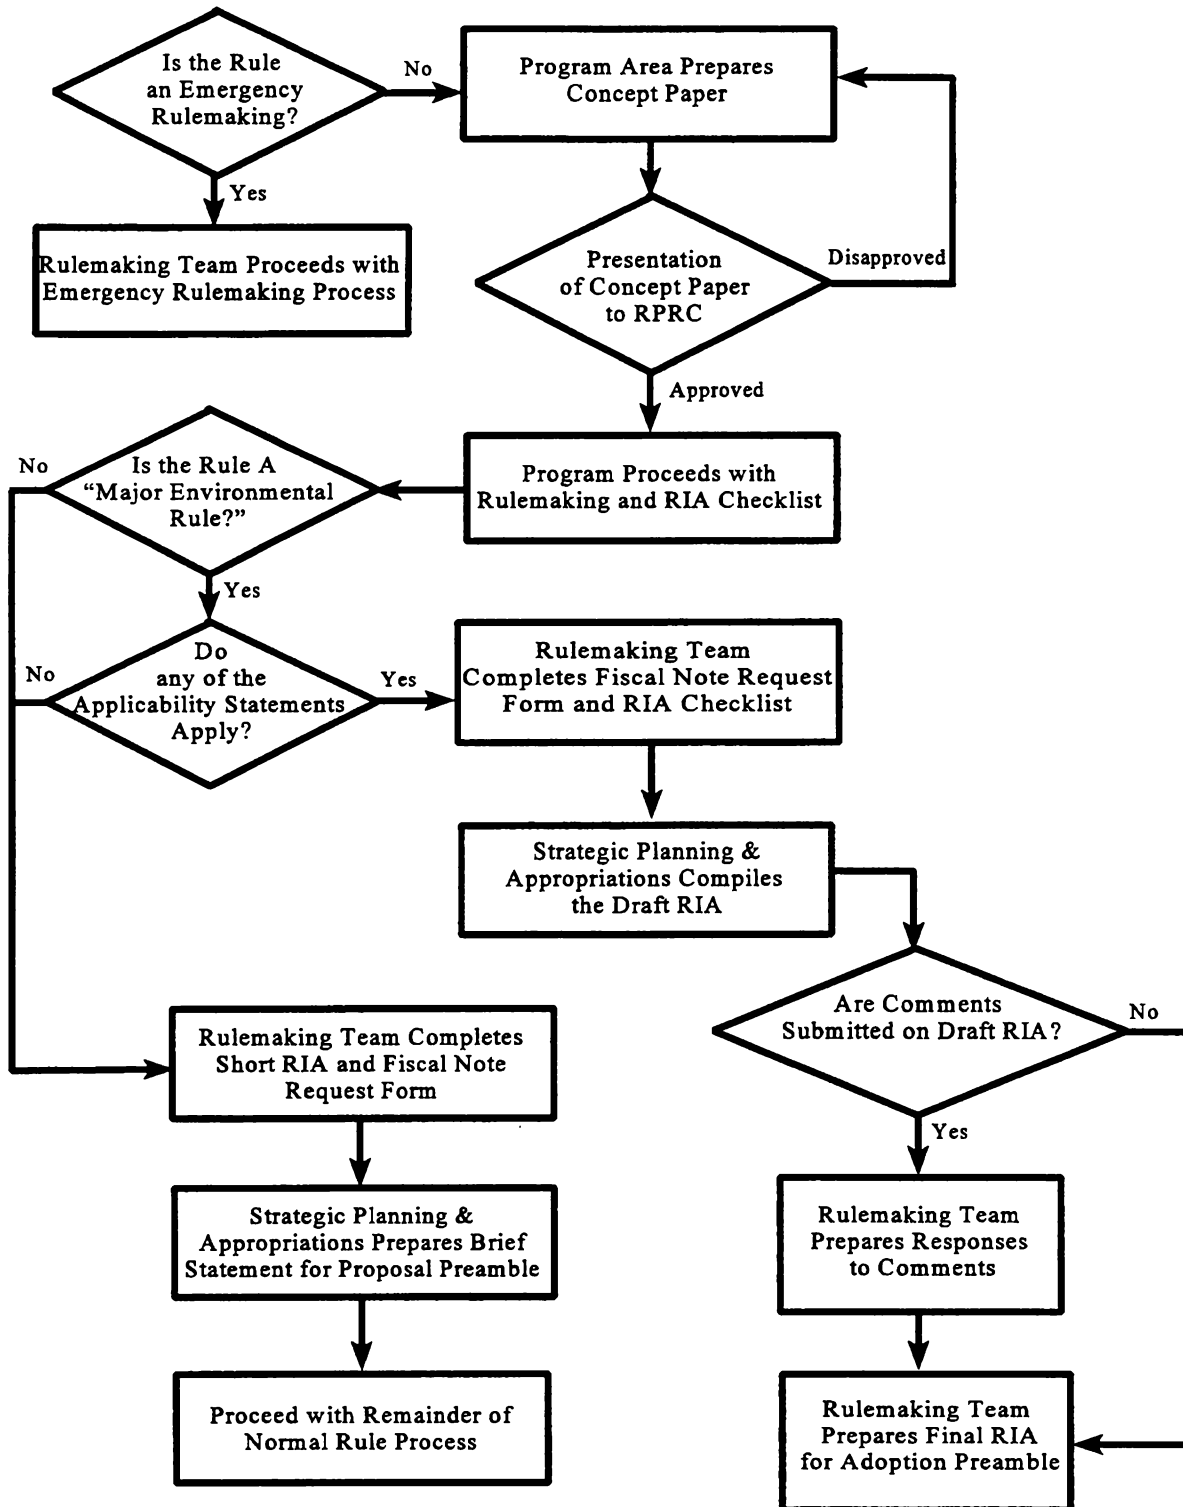 Is the Rule
an Emergency
Rulemaking?
No
Program Area Prepares
Concept Paper
Yes
Rulemaking Team Proceeds with
Emergency Rulemaking Process
Presentation
of Concept Paper
to RPRC
Disapproved
Approved
Program Proceeds with
Rulemaking and RIA Checklist
No
Is the Rule A
“Major Environmental
Rule?”
Yes
No
Do
any of the
Applicability Statements
Apply?
Yes
Rulemaking Team
Completes Fiscal Note Request
Form and RIA Checklist
Strategic Planning &
Appropriations Compiles
the Draft RIA
Are Comments
Submitted on Draft RIA?
No
Yes
Rulemaking Team Completes
Short RIA and Fiscal Note
Request Form
Strategic Planning &
Appropriations Prepares Brief
Statement for Proposal Preamble
Rulemaking Team
Prepares Responses
to Comments
Proceed with Remainder of
Normal Rule Process
Rulemaking Team
Prepares Final RIA
for Adoption Preamble